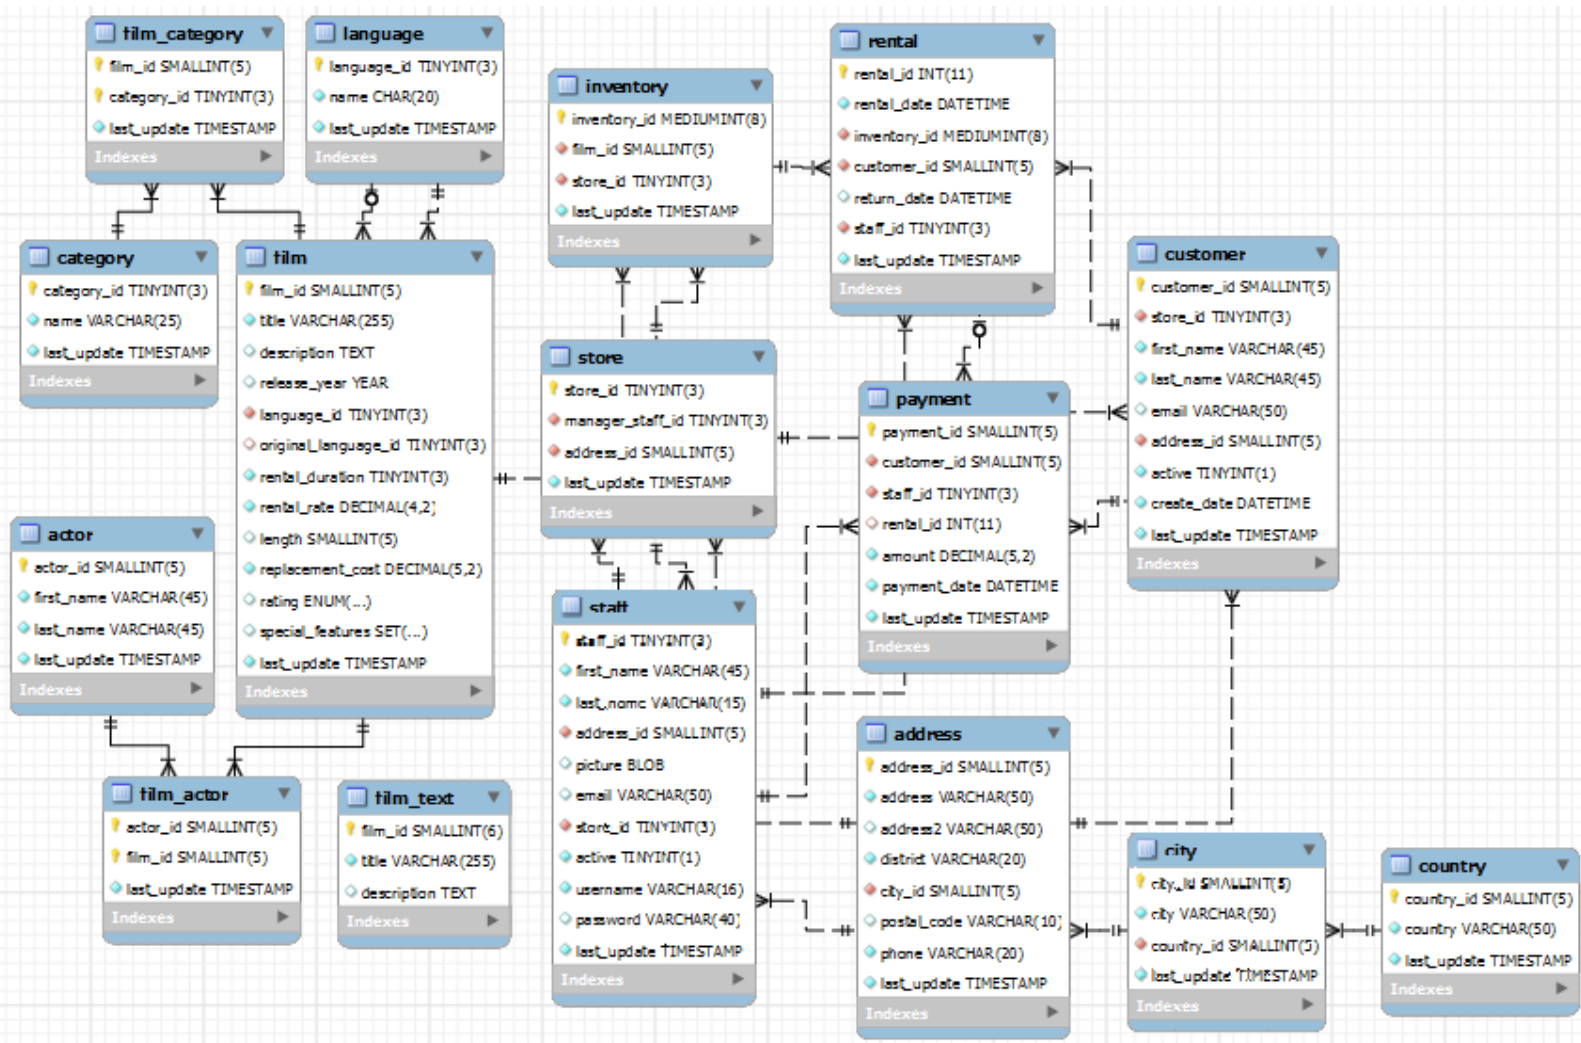 film_category
film_id SMALLINT(5)
category_id TINYINT(3)
last_update TIMESTAMP
Indexes
language
language_id TINYINT(3)
name CHAR(20)
last_update TIMESTAMP
Indexes
inventory
inventory_id MEDIUMINT(8)
film_id SMALLINT(5)
store_id TINYINT(3)
last_update TIMESTAMP
Indexes
rental
rental_id INT(11)
rental_date DATETIME
inventory_id MEDIUMINT(8)
customer_id SMALLINT(5)
return_date DATETIME
staff_id TINYINT(3)
last_update TIMESTAMP
Indexes
category
category_id TINYINT(3)
name VARCHAR(25)
last_update TIMESTAMP
Indexes
film
film_id SMALLINT(5)
title VARCHAR(255)
description TEXT
release_year YEAR
language_id TINYINT(3)
original_language_id TINYINT(3)
rental_duration TINYINT(3)
rental_rate DECIMAL(4,2)
length SMALLINT(5)
replacement_cost DECIMAL(5,2)
rating ENUM(...)
special_features SET(...)
last_update TIMESTAMP
Indexes
store
store_id TINYINT(3)
manager_staff_id TINYINT(3)
address_id SMALLINT(5)
last_update TIMESTAMP
Indexes
customer
customer_id SMALLINT(5)
store_id TINYINT(3)
first_name VARCHAR(45)
last_name VARCHAR(45)
email VARCHAR(50)
address_id SMALLINT(5)
active TINYINT(1)
create_date DATETIME
last_update TIMESTAMP
Indexes
payment
payment_id SMALLINT(5)
customer_id SMALLINT(5)
staff_id TINYINT(3)
rental_id INT(11)
amount DECIMAL(5,2)
payment_date DATETIME
last_update TIMESTAMP
Indexes
actor
actor_id SMALLINT(5)
first_name VARCHAR(45)
last_name VARCHAR(45)
last_update TIMESTAMP
Indexes
staff
staff_id TINYINT(3)
first_name VARCHAR(45)
last_name VARCHAR(45)
address_id SMALLINT(5)
picture BLOB
email VARCHAR(50)
store_id TINYINT(3)
active TINYINT(1)
username VARCHAR(16)
password VARCHAR(40)
last_update TIMESTAMP
Indexes
address
address_id SMALLINT(5)
address VARCHAR(50)
address2 VARCHAR(50)
district VARCHAR(20)
city_id SMALLINT(5)
postal_code VARCHAR(10)
phone VARCHAR(20)
last_update TIMESTAMP
Indexes
film_actor
actor_id SMALLINT(5)
film_id SMALLINT(5)
last_update TIMESTAMP
Indexes
film_text
film_id SMALLINT(6)
title VARCHAR(255)
description TEXT
Indexes
city
city_id SMALLINT(5)
city VARCHAR(50)
country_id SMALLINT(5)
last_update TIMESTAMP
Indexes
country
country_id SMALLINT(5)
country VARCHAR(50)
last_update TIMESTAMP
Indexes